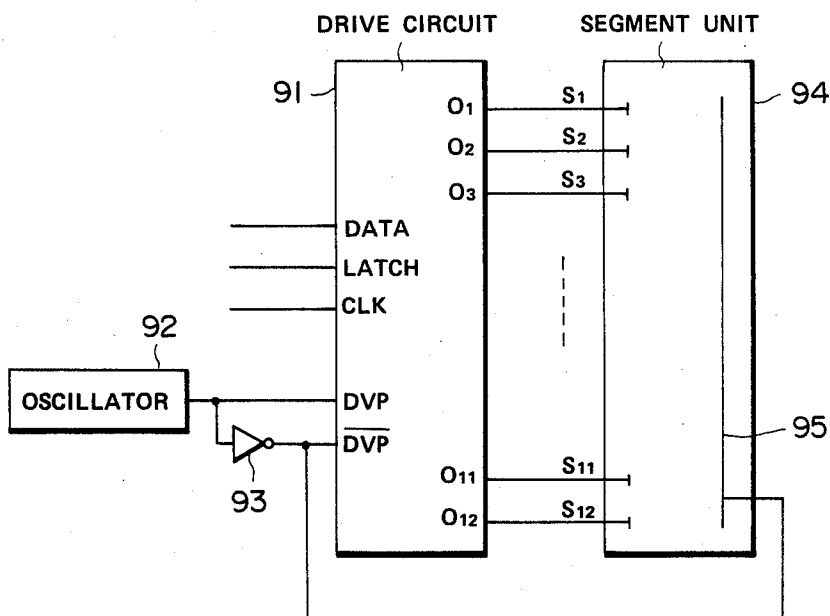 DRIVE CIRCUIT
SEGMENT UNIT
91
94
O1
S1
O2
S2
O3
S3
DATA
LATCH
CLK
92
OSCILLATOR
DVP
D̅V̅P̅
93
95
O11
S11
O12
S12